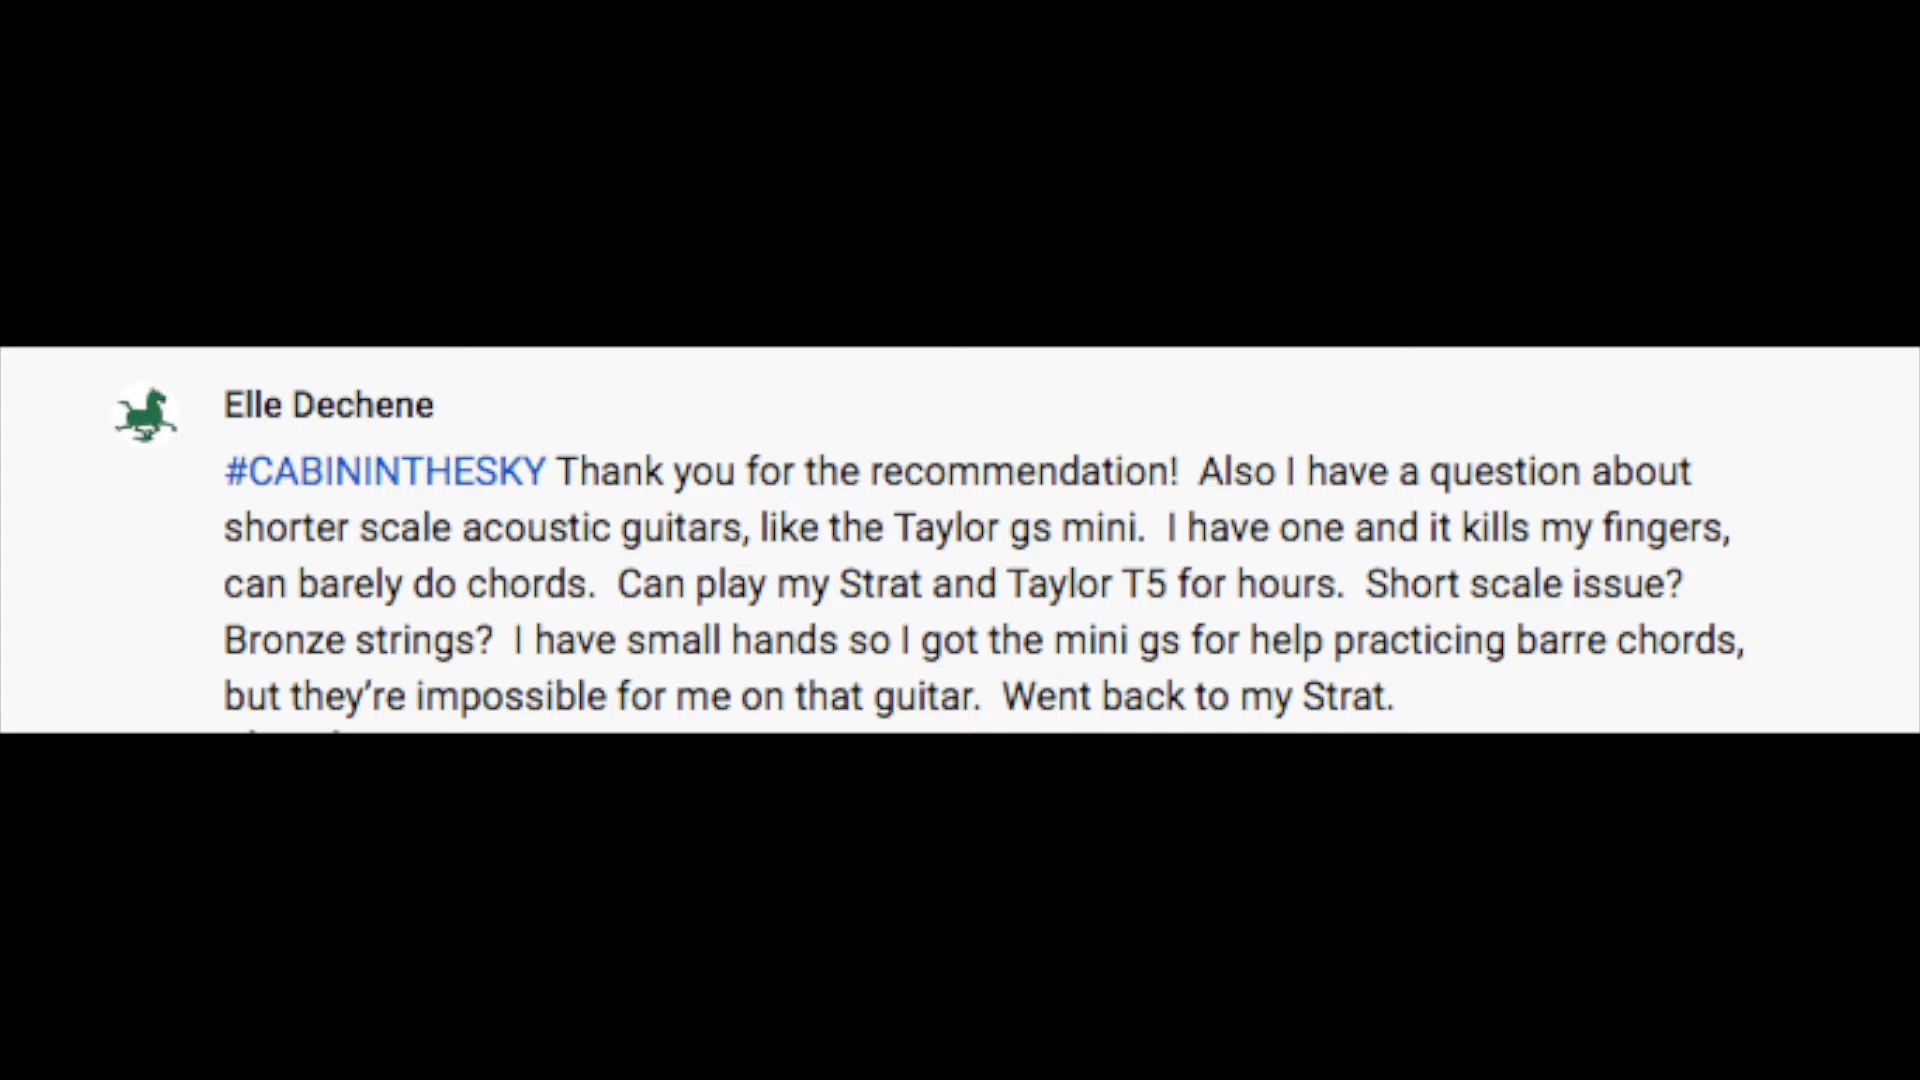 Elle Dechene
#CABININTHESKY Thank you for the recommendation!  Also I have a question about
shorter scale acoustic guitars, like the Taylor gs mini.  I have one and it kills my fingers,
can barely do chords.  Can play my Strat and Taylor T5 for hours.  Short scale issue?
Bronze strings?  I have small hands so I got the mini gs for help practicing barre chords,
but they’re impossible for me on that guitar.  Went back to my Strat.